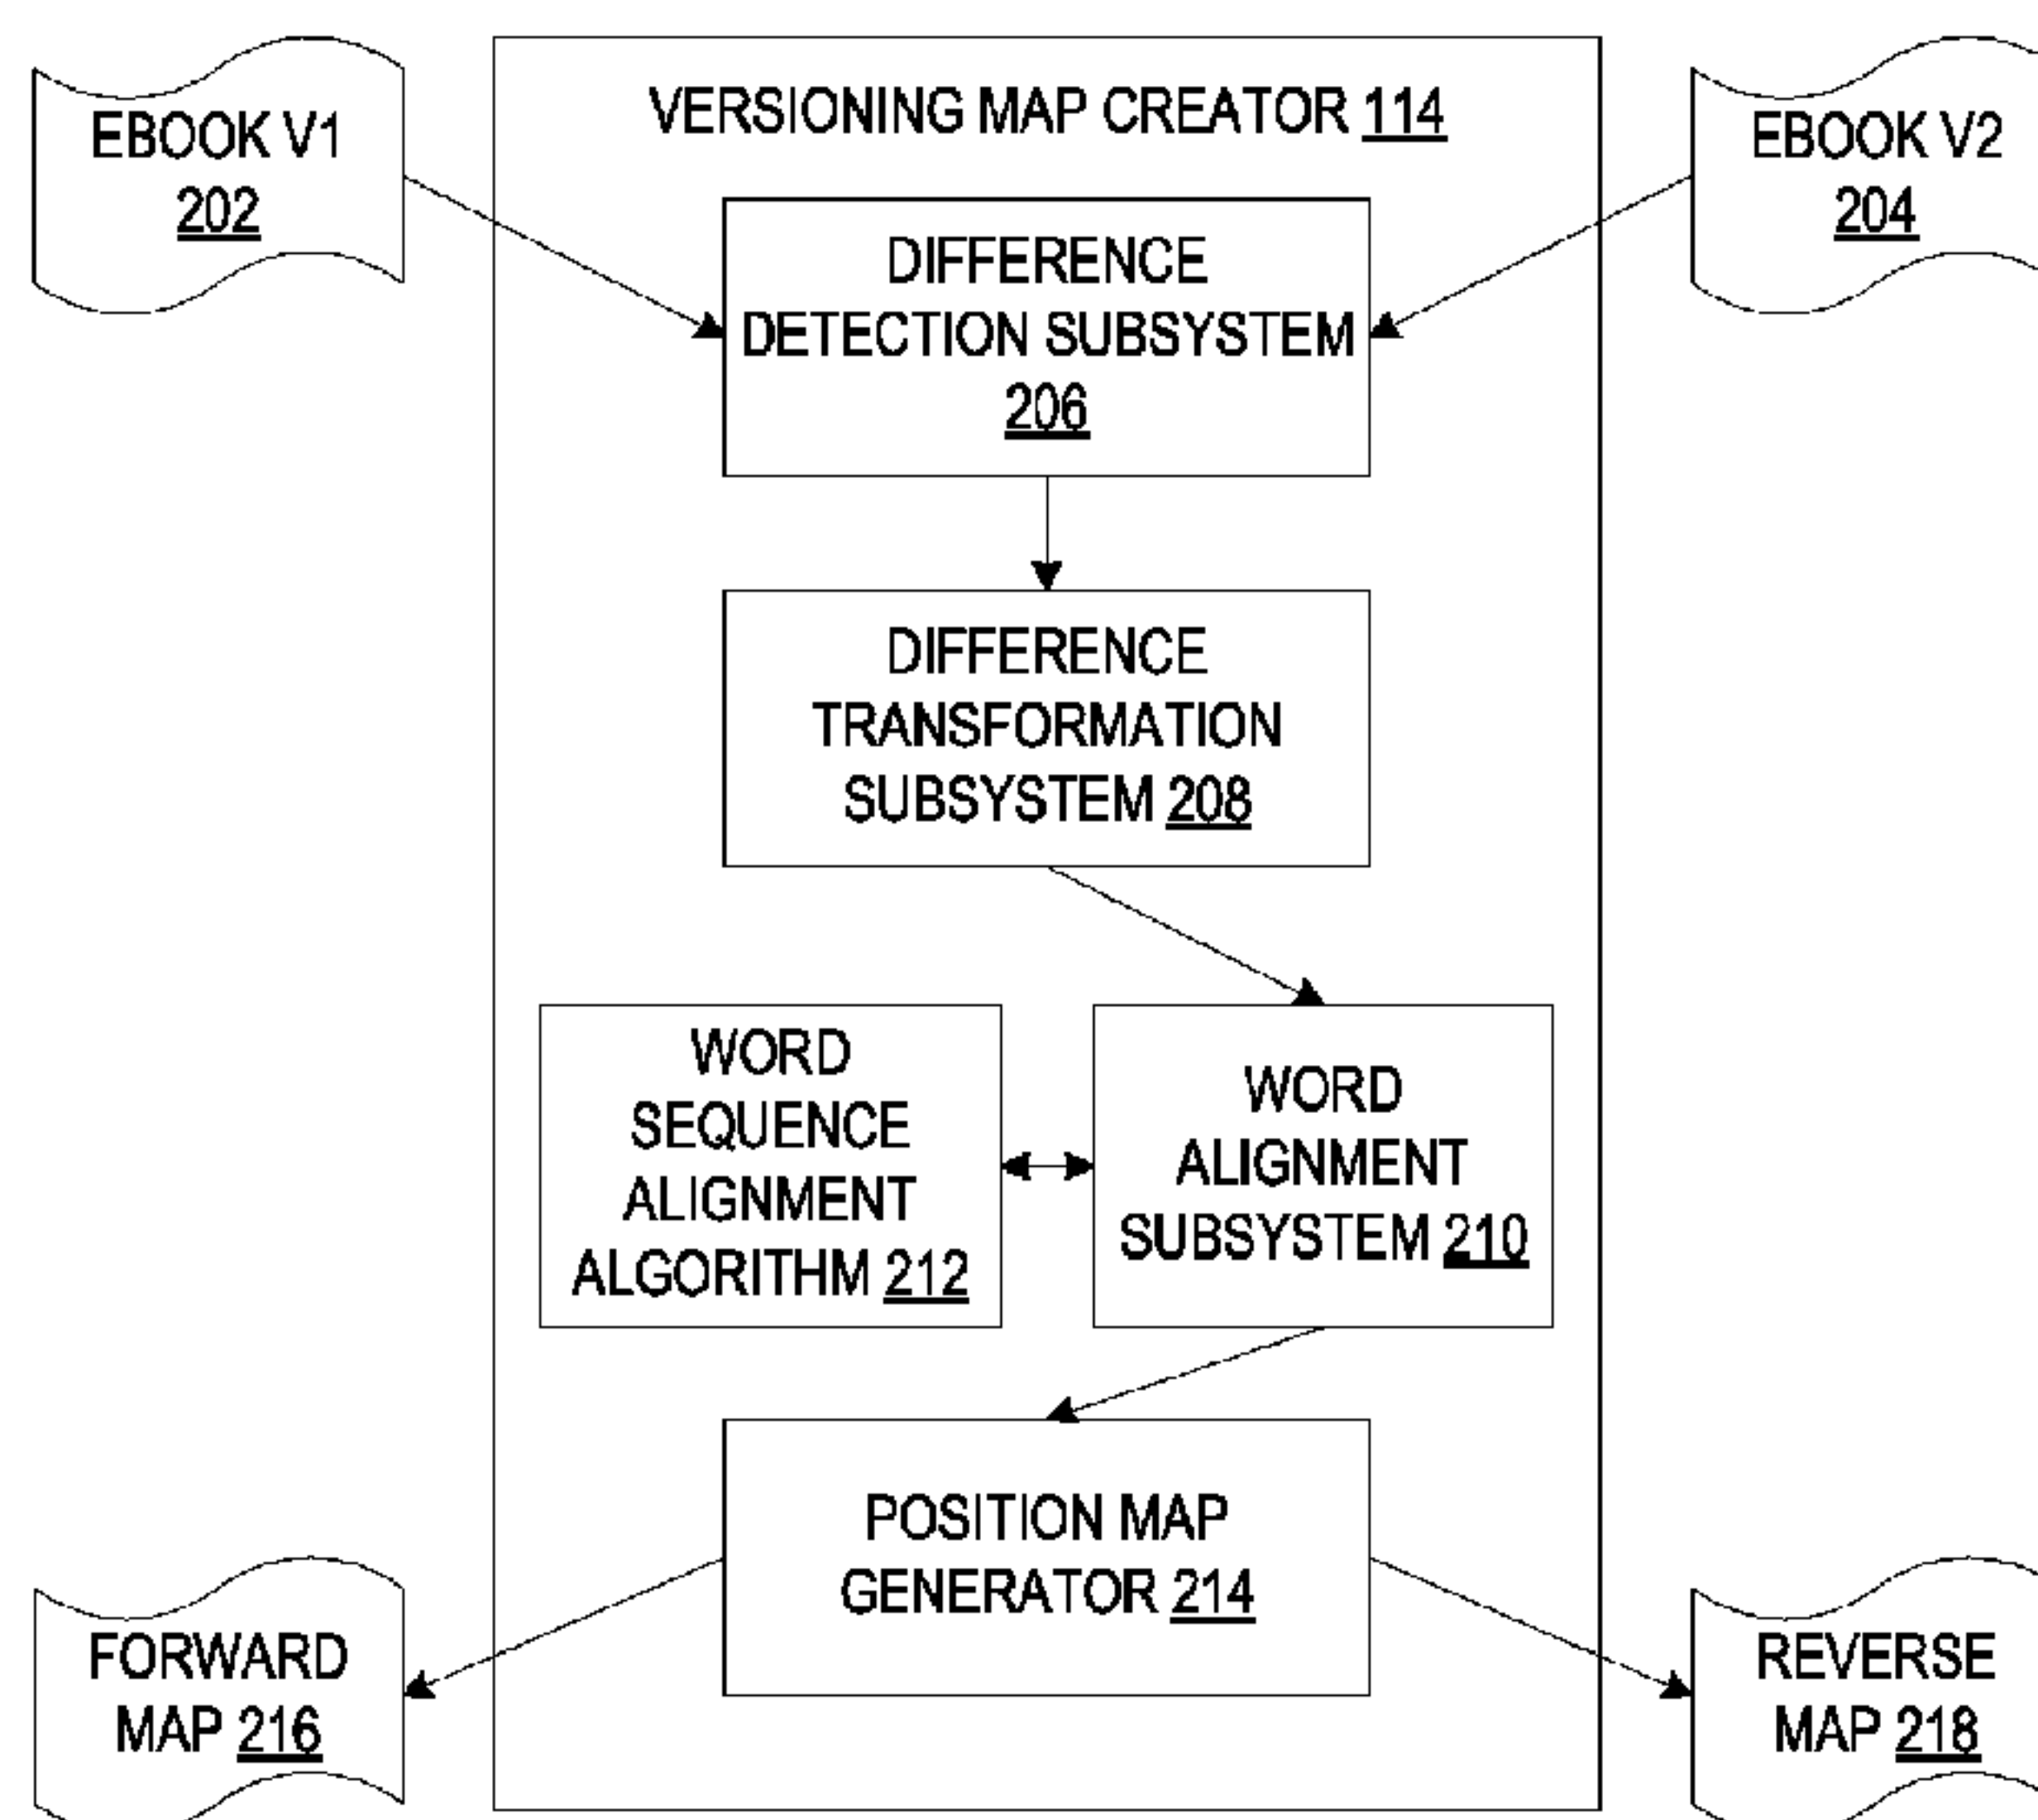 EBOOK V1
202
VERSIONING MAP CREATOR 114
EBOOK V2
204
DIFFERENCE
DETECTION SUBSYSTEM
206
DIFFERENCE
TRANSFORMATION
SUBSYSTEM 208
WORD
SEQUENCE
ALIGNMENT
ALGORITHM 212
WORD
ALIGNMENT
SUBSYSTEM 210
POSITION MAP
GENERATOR 214
FORWARD
MAP 216
REVERSE
MAP 218